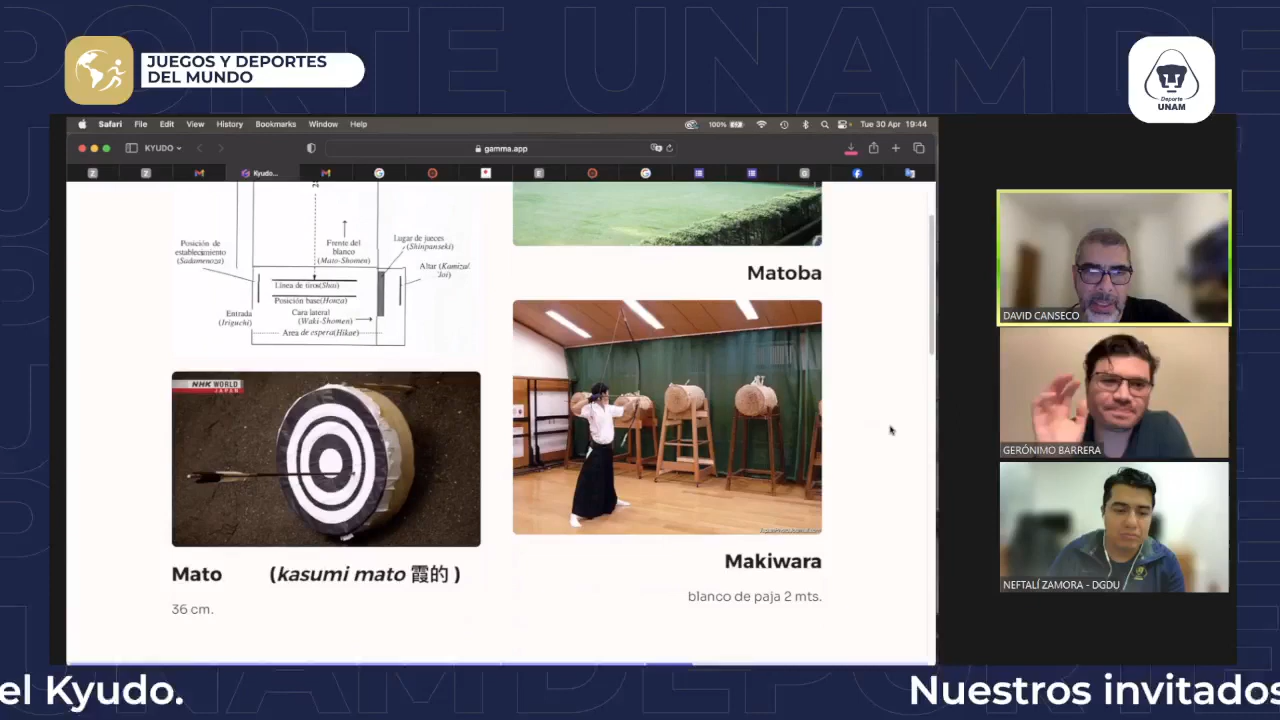 JUEGOS Y DEPORTES
DEL MUNDO
Deporte
UNAM
Safari File Edit View History Bookmarks Window Help
100%
Tue 30 Apr 19:44
KYUDO
gamma.app
Kyudo...
Posición de
establecimiento
(Sadamenoza)
Frente del
blanco
(Mato-Shomen)
Lugar de jueces
(Shinpanseki)
Altar (Kamiza/
Línea de tiros(Shai)
Posición base(Honza)
Cara lateral
(Waki-Shomen)
Entrada
(Iriguchi)
Area de espera(Hikae)
Matoba
NHK WORLD
JAPAN
Mato (kasumi mato 霞的 )
36 cm.
Makiwara
blanco de paja 2 mts.
DAVID CANSECO
GERÓNIMO BARRERA
NEFTALÍ ZAMORA - DGDU
el Kyudo.
Nuestros invitados